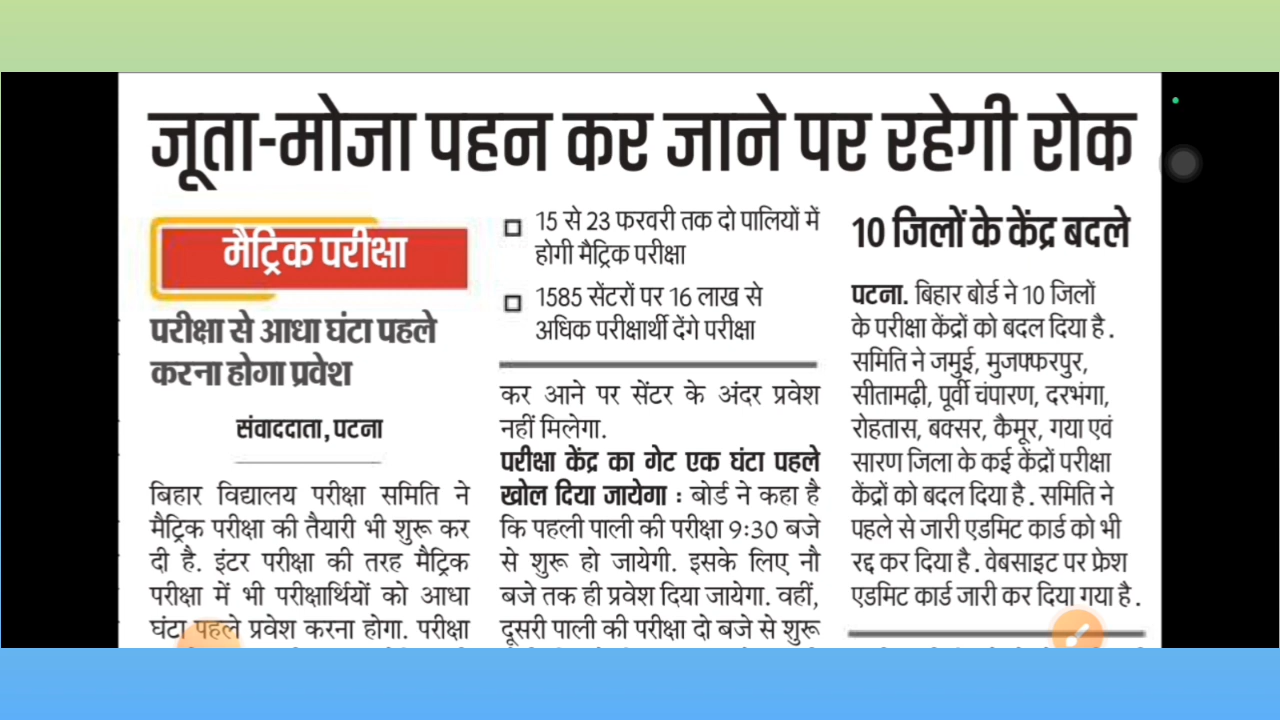 जूता-मोजा पहन कर जाने पर रहेगी रोक
मैट्रिक परीक्षा
परीक्षा से आधा घंटा पहले
करना होगा प्रवेश
संवाददाता, पटना
बिहार विद्यालय परीक्षा समिति ने
मैट्रिक परीक्षा की तैयारी भी शुरू कर
दी है. इंटर परीक्षा की तरह मैट्रिक
परीक्षा में भी परीक्षार्थियों को आधा
घंटा पहले प्रवेश करना होगा. परीक्षा
15 से 23 फरवरी तक दो पालियों में
होगी मैट्रिक परीक्षा
1585 सेंटरों पर 16 लाख से
अधिक परीक्षार्थी देंगे परीक्षा
कर आने पर सेंटर के अंदर प्रवेश
नहीं मिलेगा.
परीक्षा केंद्र का गेट एक घंटा पहले
खोल दिया जायेगा : बोर्ड ने कहा है
कि पहली पाली की परीक्षा 9:30 बजे
से शुरू हो जायेगी. इसके लिए नौ
बजे तक ही प्रवेश दिया जायेगा. वहीं,
दूसरी पाली की परीक्षा दो बजे से शुरू
10 जिलों के केंद्र बदले
पटना. बिहार बोर्ड ने 10 जिलों
के परीक्षा केंद्रों को बदल दिया है.
समिति ने जमुई, मुजफ्फरपुर,
सीतामढ़ी, पूर्वी चंपारण, दरभंगा,
रोहतास, बक्सर, कैमूर, गया एवं
सारण जिला के कई केंद्रों परीक्षा
केंद्रों को बदल दिया है. समिति ने
पहले से जारी एडमिट कार्ड को भी
रद्द कर दिया है. वेबसाइट पर फ्रेश
एडमिट कार्ड जारी कर दिया गया है.